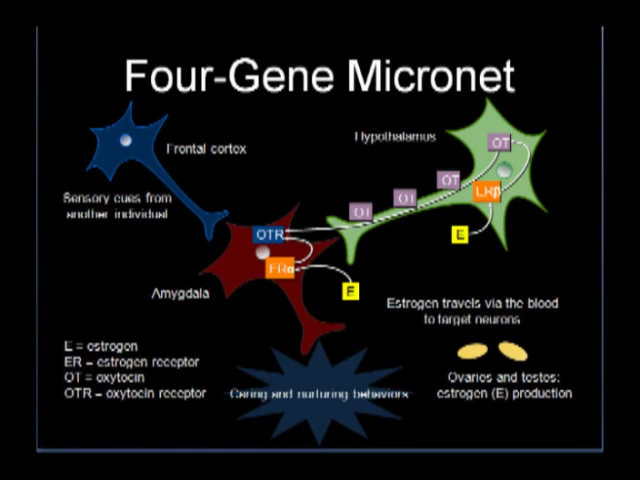 Four-Gene Micronet
Frontal cortex
Hypothalamus
OT
Sensory cues from
another individual
OT
OT
OT
ERβ
OTR
E
ERα
E
Amygdala
Estrogen travels via the blood
to target neurons
E = estrogen
ER = estrogen receptor
OT = oxytocin
OTR = oxytocin receptor
Caring and nurturing behaviors
Ovaries and testes:
estrogen (E) production